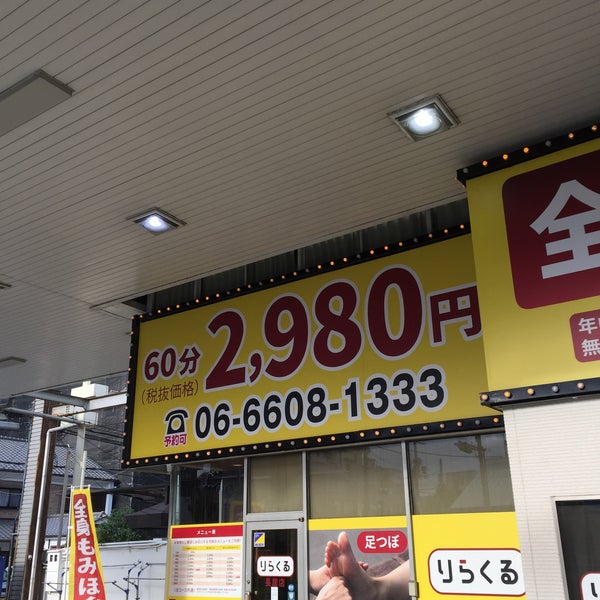 60分
(税抜価格)
2,980円
予約可
06-6608-1333
全
年
無
全身もみほ
メニュー表
足つぼ
りらくる
りらくる